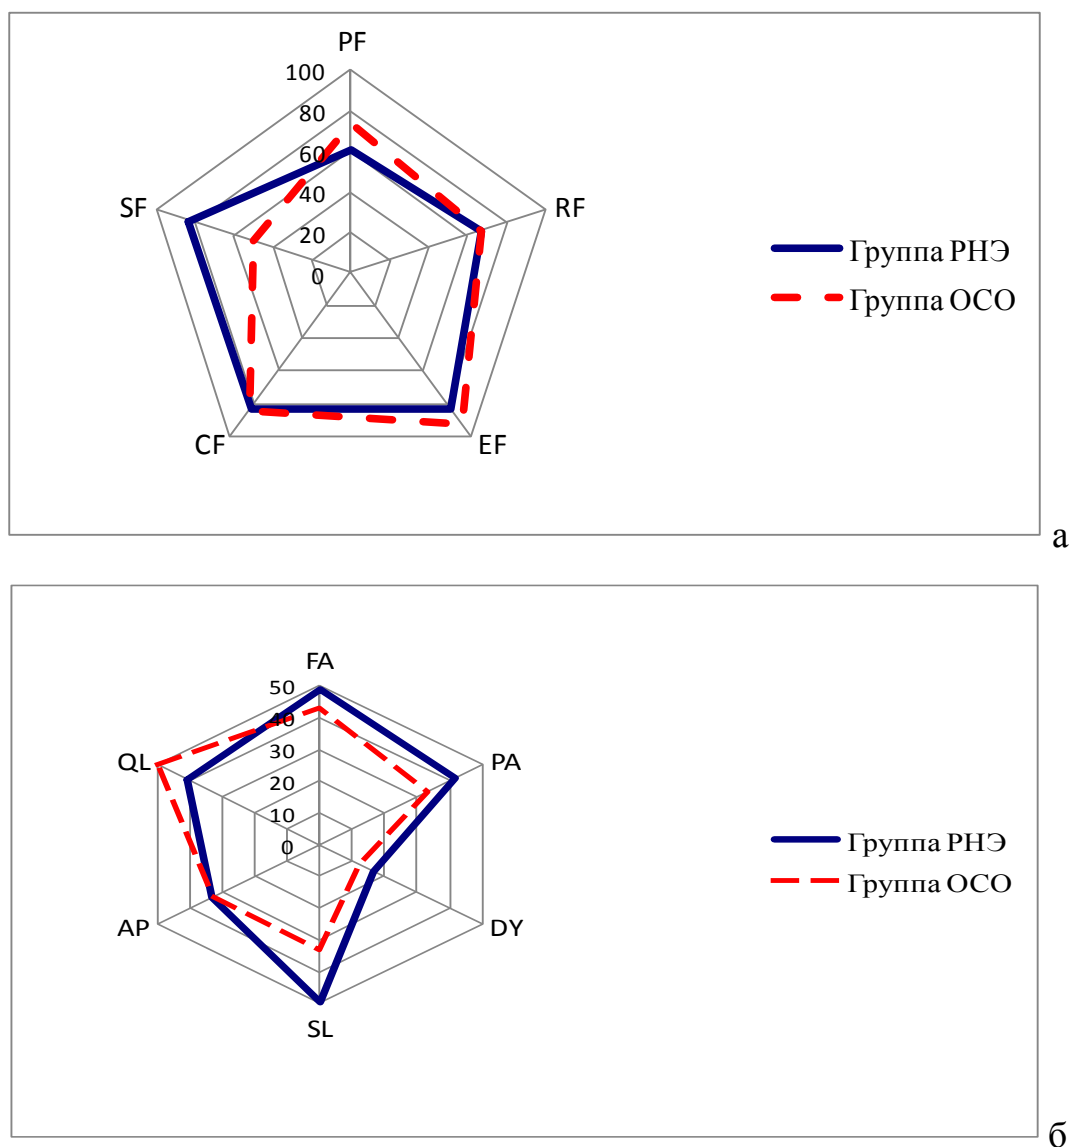 PF
100
80
60
40
20
0
SF
RF
CF
EF
Группа РНЭ
Группа ОСО
а
FA
50
40
30
20
10
0
QL
PA
AP
DY
SL
Группа РНЭ
Группа ОСО
б